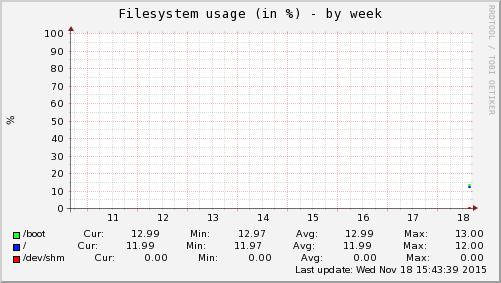 Filesystem usage (in %) - by week
RRDTOOL / TOBI OETIKER
%
100
90
80
70
60
50
40
30
20
10
0
11 12 13 14 15 16 17 18
/boot Cur: 12.99 Min: 12.97 Avg: 12.99 Max: 13.00
/ Cur: 11.99 Min: 11.97 Avg: 11.99 Max: 12.00
/dev/shm Cur: 0.00 Min: 0.00 Avg: 0.00 Max: 0.00
Last update: Wed Nov 18 15:43:39 2015